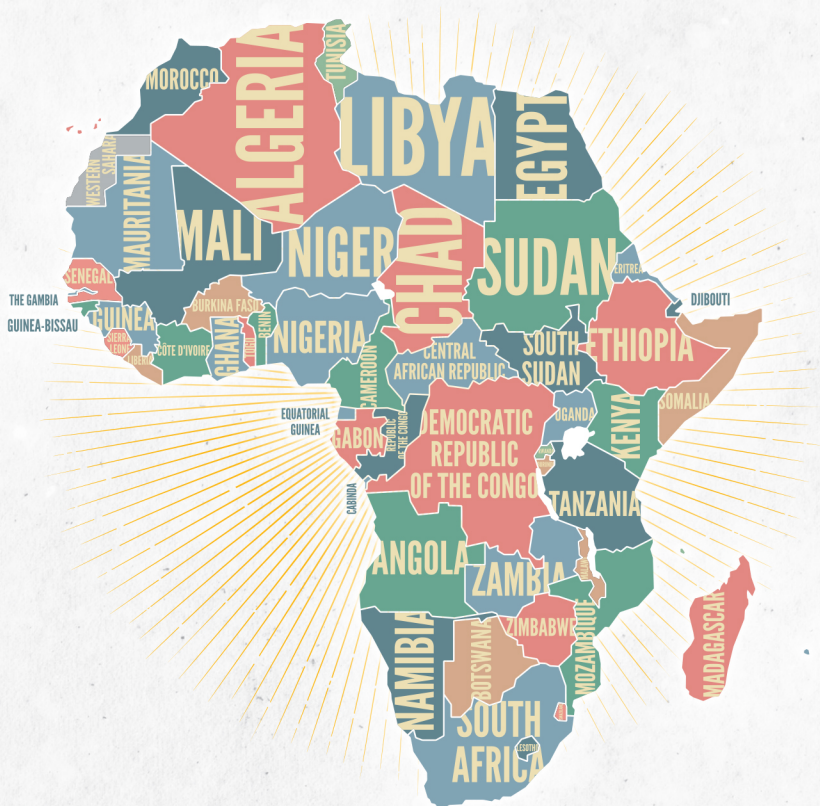 MOROCCO
ALGERIA
TUNISIA
LIBYA
EGYPT
WESTERN
SAHARA
MAURITANIA
MALI
NIGER
CHAD
SUDAN
ERITREA
DJIBOUTI
SENEGAL
THE GAMBIA
GUINEA-BISSAU
GUINEA
SIERRA
LEONE
LIBERIA
CÔTE D'IVOIRE
BURKINA FASO
GHANA
TOGO
BENIN
NIGERIA
CAMEROON
CENTRAL
AFRICAN REPUBLIC
SOUTH
SUDAN
ETHIOPIA
SOMALIA
EQUATORIAL
GUINEA
GABON
REPUBLIC
OF THE CONGO
DEMOCRATIC
REPUBLIC
OF THE CONGO
UGANDA
KENYA
CABINDA
TANZANIA
ANGOLA
ZAMBIA
ZIMBABWE
MOZAMBIQUE
MADAGASCAR
NAMIBIA
BOTSWANA
SOUTH
AFRICA
LESOTHO